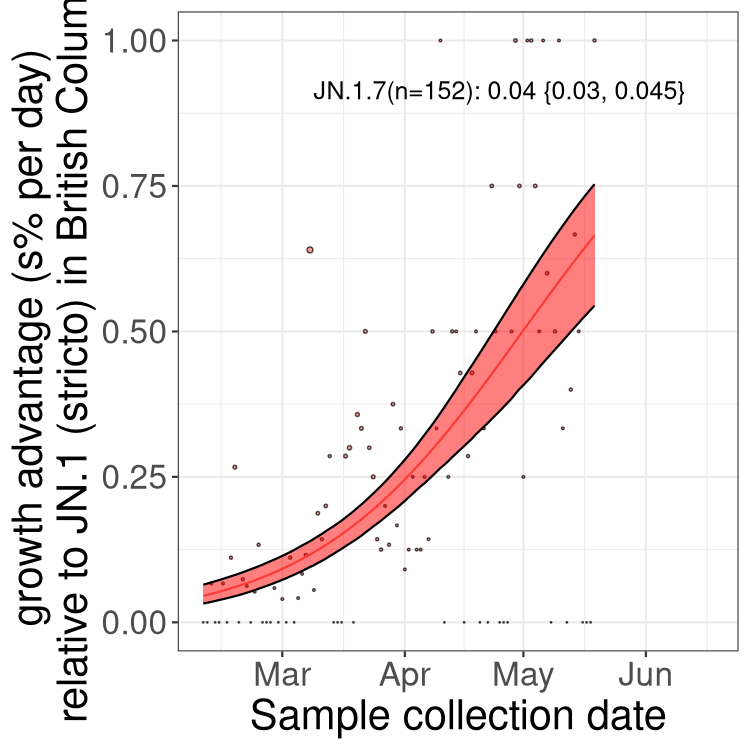 growth advantage (s% per day)
relative to JN.1 (stricto) in British Colum
1.00
0.75
0.50
0.25
0.00
JN.1.7(n=152): 0.04 {0.03, 0.045}
Mar Apr May Jun
Sample collection date